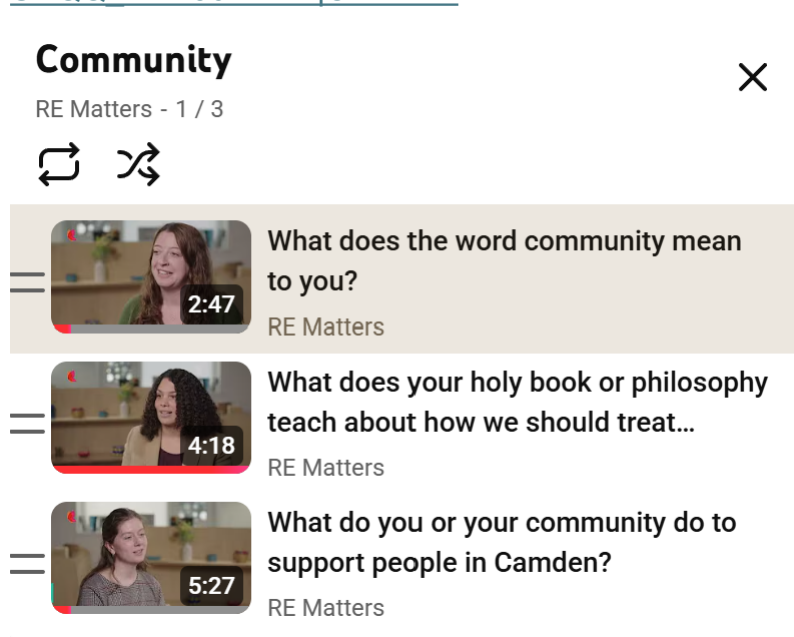 Community
RE Matters - 1 / 3
What does the word community mean
to you?
2:47
RE Matters
What does your holy book or philosophy
teach about how we should treat...
4:18
RE Matters
What do you or your community do to
support people in Camden?
5:27
RE Matters